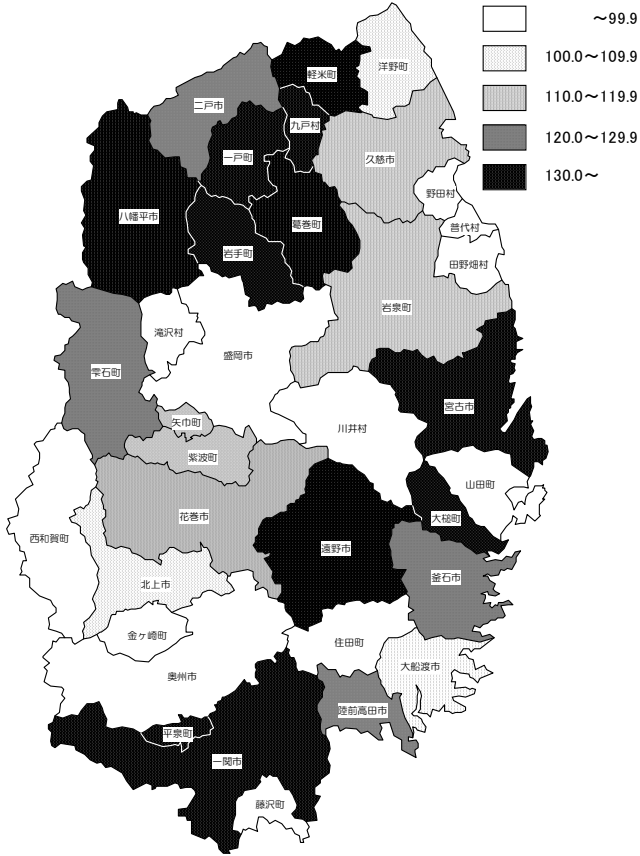 ～99.9
100.0～109.9
110.0～119.9
120.0～129.9
130.0～
洋野町
軽米町
二戸市
九戸村
一戸町
久慈市
野田村
八幡平市
葛巻町
普代村
岩手町
田野畑村
岩泉町
滝沢村
盛岡市
雫石町
宮古市
矢巾町
川井村
紫波町
山田町
花巻市
大槌町
西和賀町
遠野市
釜石市
北上市
金ヶ崎町
住田町
大船渡市
奥州市
陸前高田市
平泉町
一関市
藤沢町